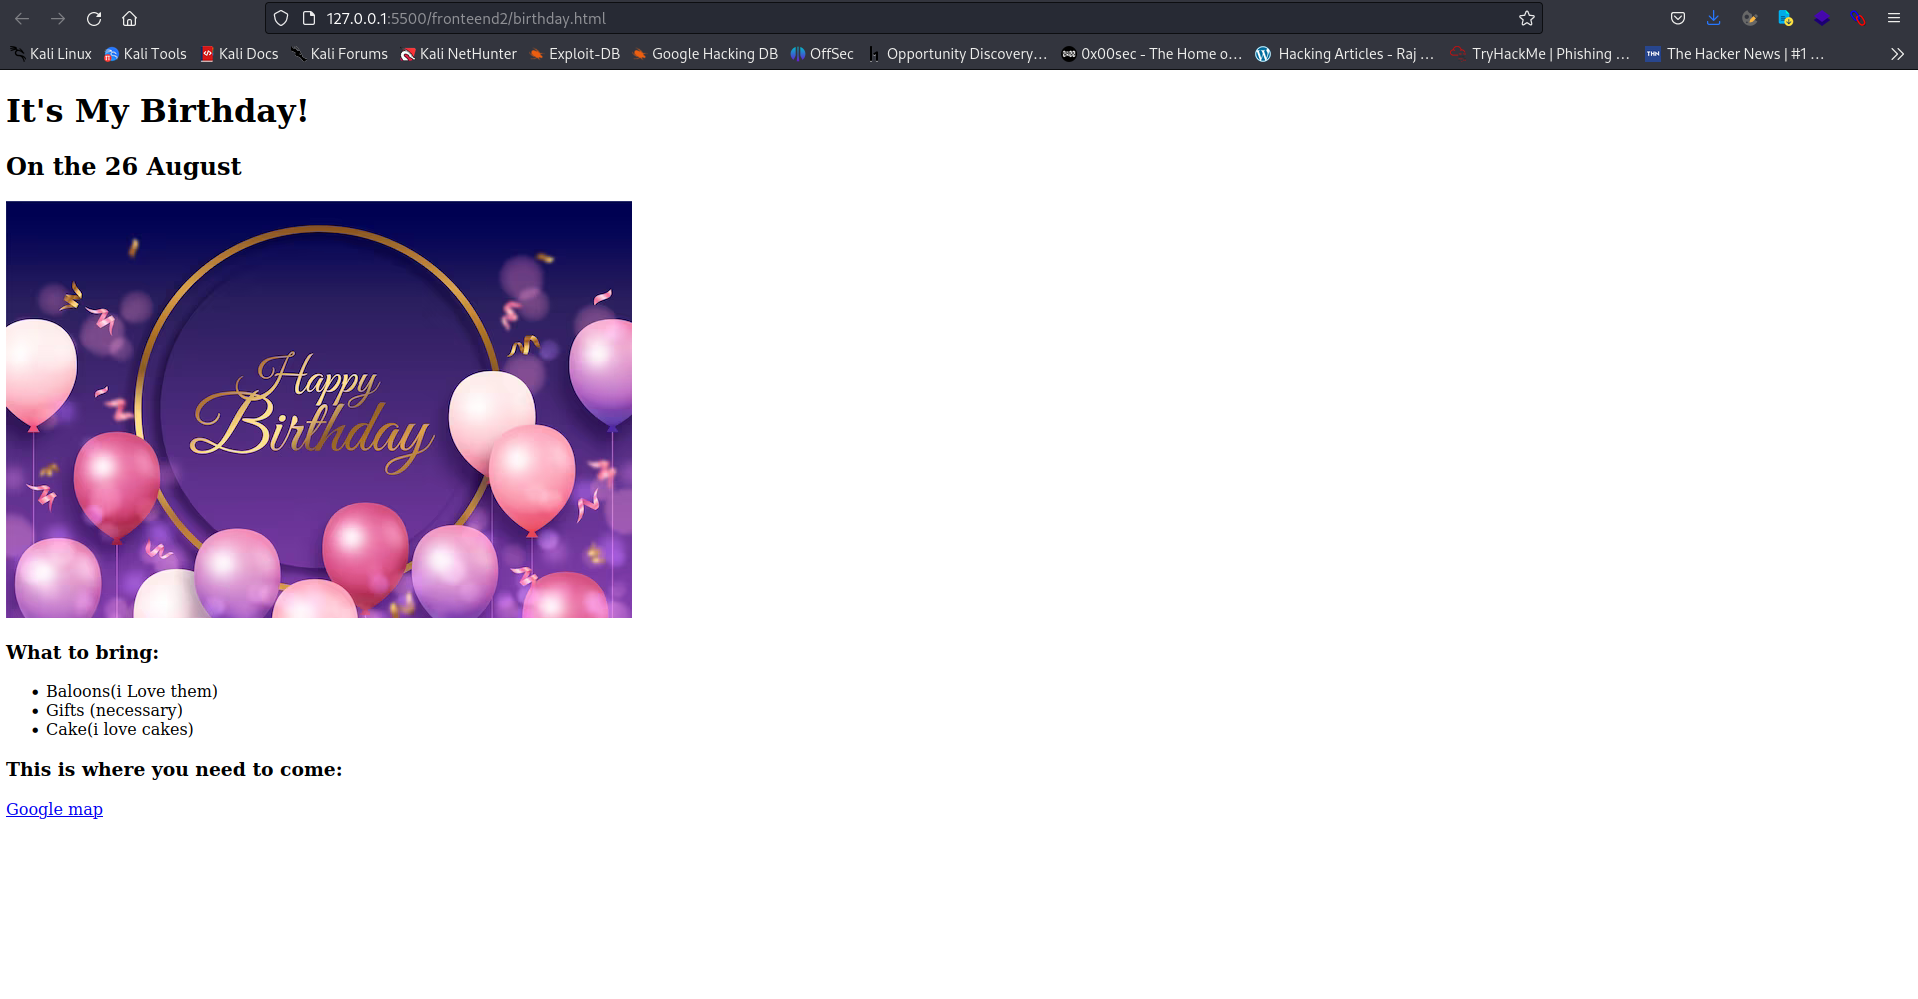 127.0.0.1:5500/fronteend2/birthday.html
Kali Linux Kali Tools Kali Docs Kali Forums Kali NetHunter Exploit-DB Google Hacking DB OffSec Opportunity Discovery... 0x00sec - The Home o... Hacking Articles - Raj ... TryHackMe | Phishing ... THN The Hacker News | #1 ...
It's My Birthday!
On the 26 August
Happy
Birthday
What to bring:
• Baloons(i Love them)
• Gifts (necessary)
• Cake(i love cakes)
This is where you need to come:
Google map